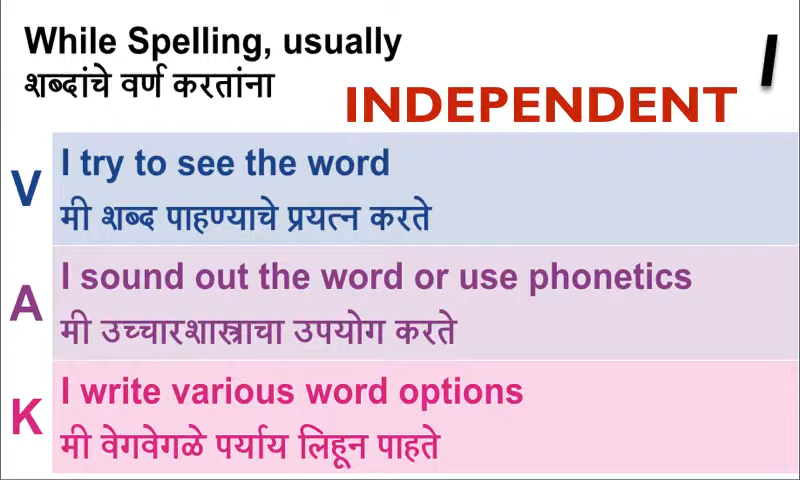 While Spelling, usually
शब्दांचे वर्ण करतांना
1
INDEPENDENT
V
I try to see the word
मी शब्द पाहण्याचे प्रयत्न करते
A
I sound out the word or use phonetics
मी उच्चारशास्त्राचा उपयोग करते
K
I write various word options
मी वेगवेगळे पर्याय लिहून पाहते